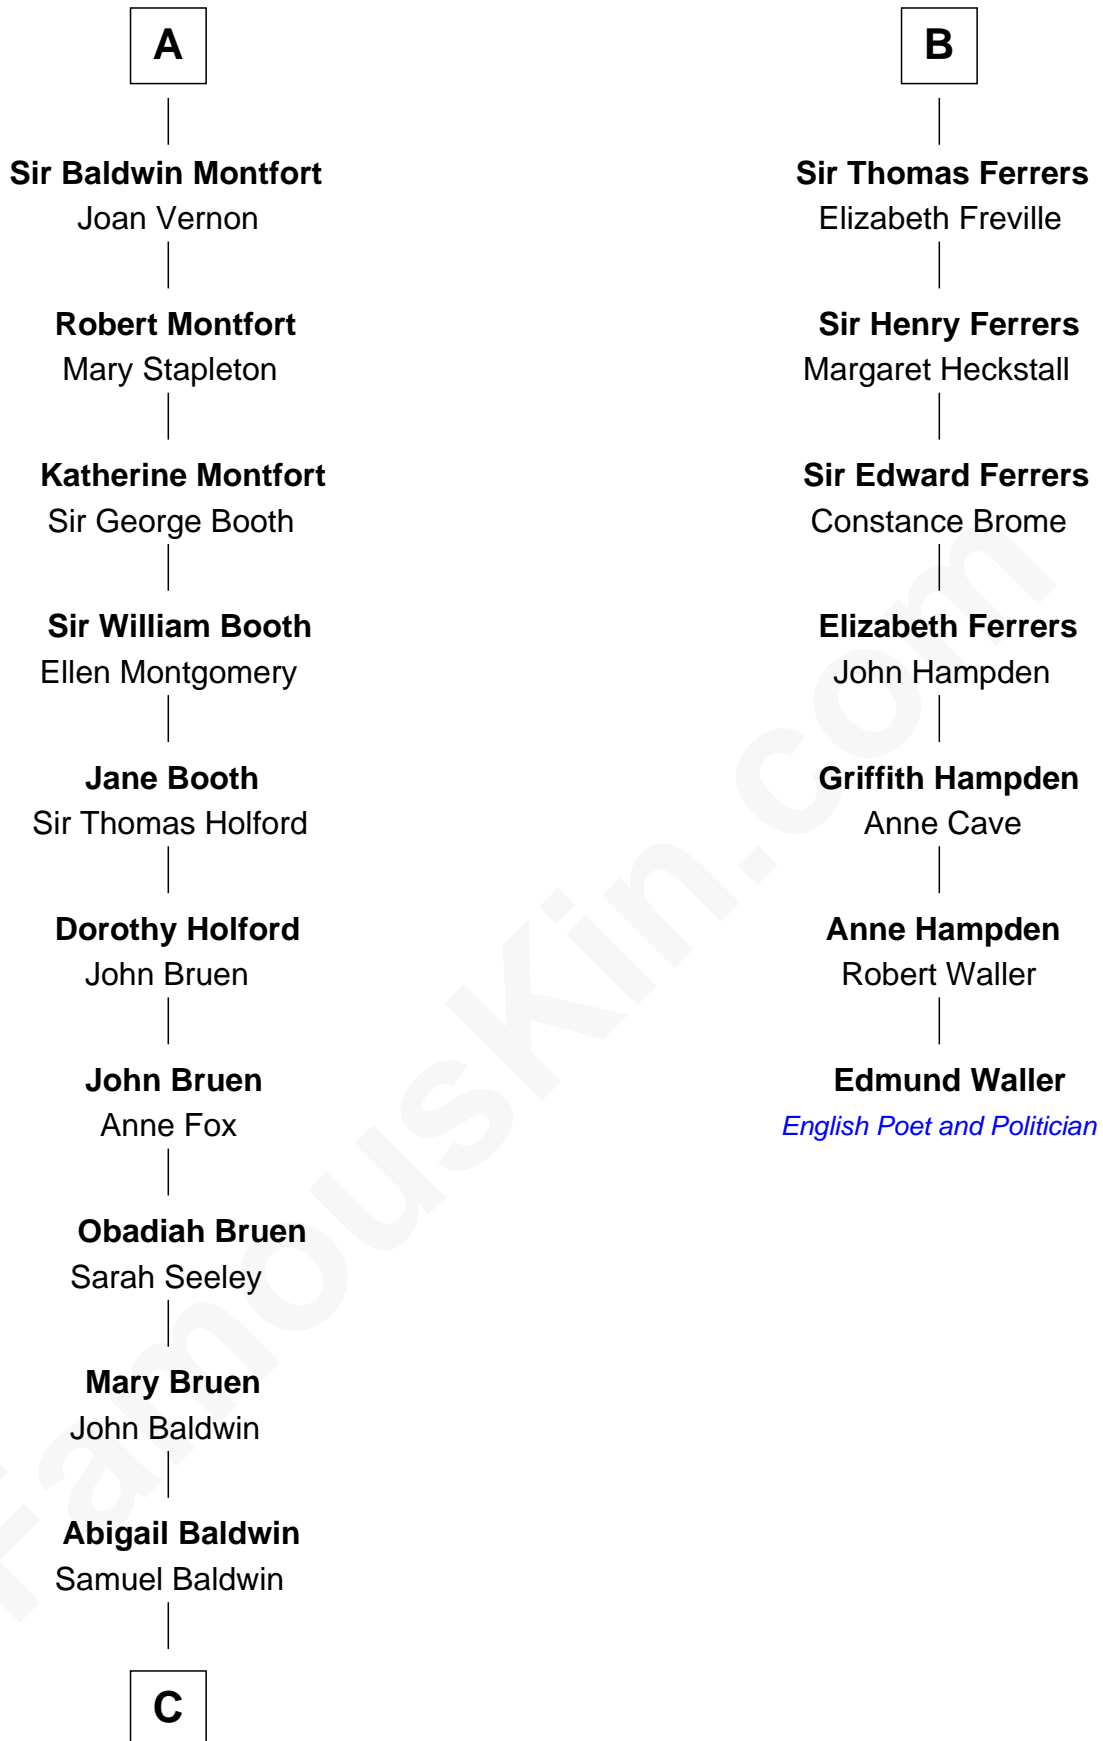 A
Sir Baldwin Montfort
Joan Vernon
Robert Montfort
Mary Stapleton
Katherine Montfort
Sir George Booth
Sir William Booth
Ellen Montgomery
Jane Booth
Sir Thomas Holford
Dorothy Holford
John Bruen
John Bruen
Anne Fox
Obadiah Bruen
Sarah Seeley
Mary Bruen
John Baldwin
Abigail Baldwin
Samuel Baldwin
C
B
Sir Thomas Ferrers
Elizabeth Freville
Sir Henry Ferrers
Margaret Heckstall
Sir Edward Ferrers
Constance Brome
Elizabeth Ferrers
John Hampden
Griffith Hampden
Anne Cave
Anne Hampden
Robert Waller
Edmund Waller
English Poet and Politician
FamousKin.com